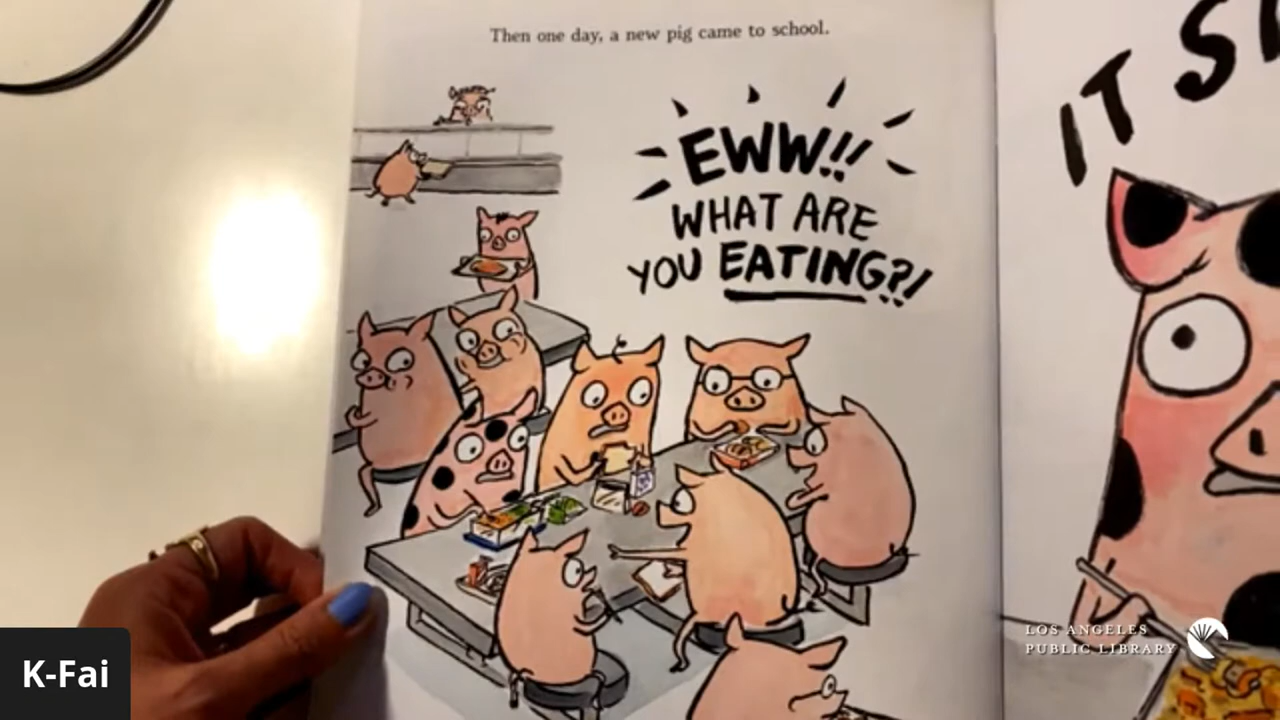 Then one day, a new pig came to school.
EWW!!
WHAT ARE
YOU EATING?!
IT
LOS ANGELES
PUBLIC LIBRARY
K-Fai